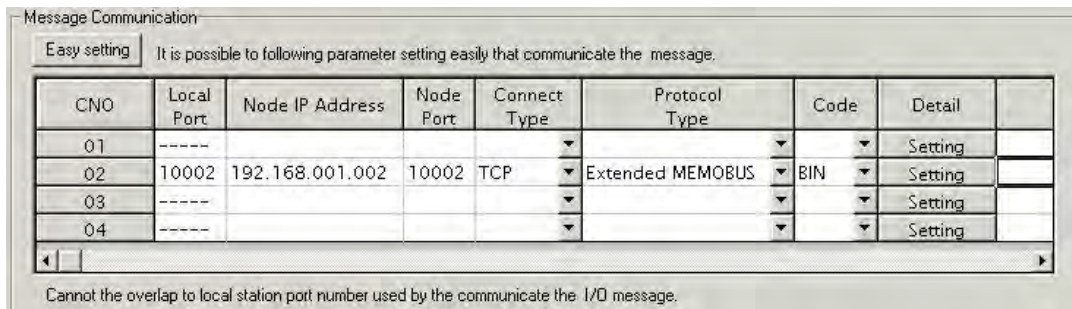 Message Communication
Easy setting It is possible to following parameter setting easily that communicate the message.
CNO Local Port Node IP Address Node Port Connect Type Protocol Type Code Detail
01 ----- Setting
02 10002 192.168.001.002 10002 TCP Extended MEMOBUS BIN Setting
03 ----- Setting
04 ----- Setting
Cannot the overlap to local station port number used by the communicate the I/O message.